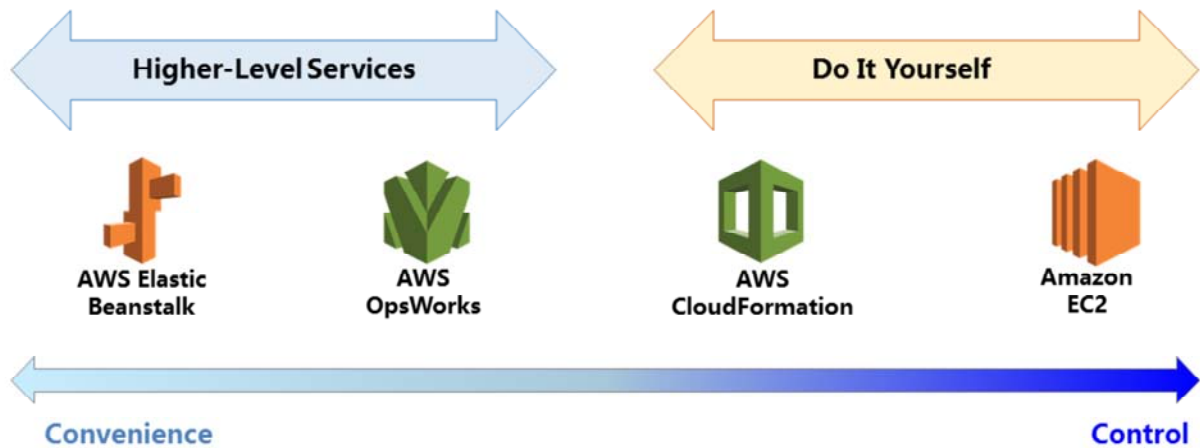 Higher-Level Services
Do It Yourself
AWS Elastic
Beanstalk
AWS
OpsWorks
AWS
CloudFormation
Amazon
EC2
Convenience
Control